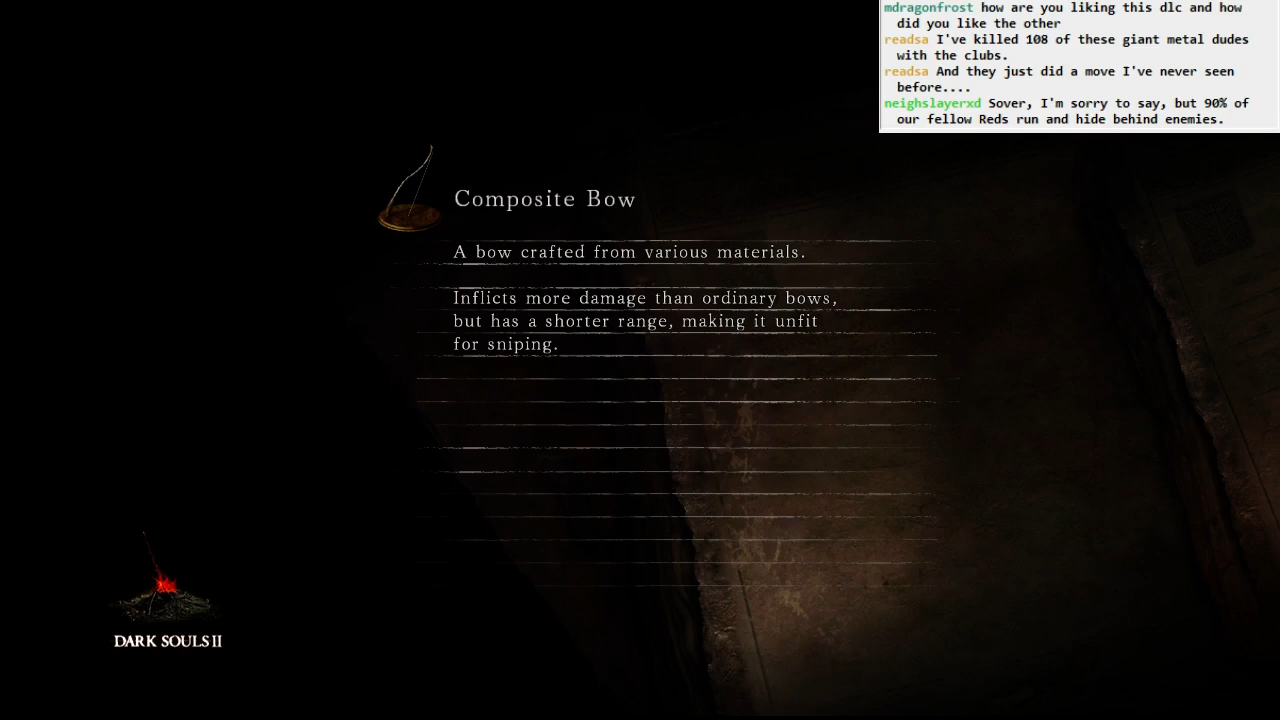 mdragonfrost how are you liking this dlc and how
did you like the other
readsa I've killed 108 of these giant metal dudes
with the clubs.
readsa And they just did a move I've never seen
before....
neighslayerxd Sover, I'm sorry to say, but 90% of
our fellow Reds run and hide behind enemies.
Composite Bow
A bow crafted from various materials.
Inflicts more damage than ordinary bows,
but has a shorter range, making it unfit
for sniping.
DARK SOULS II